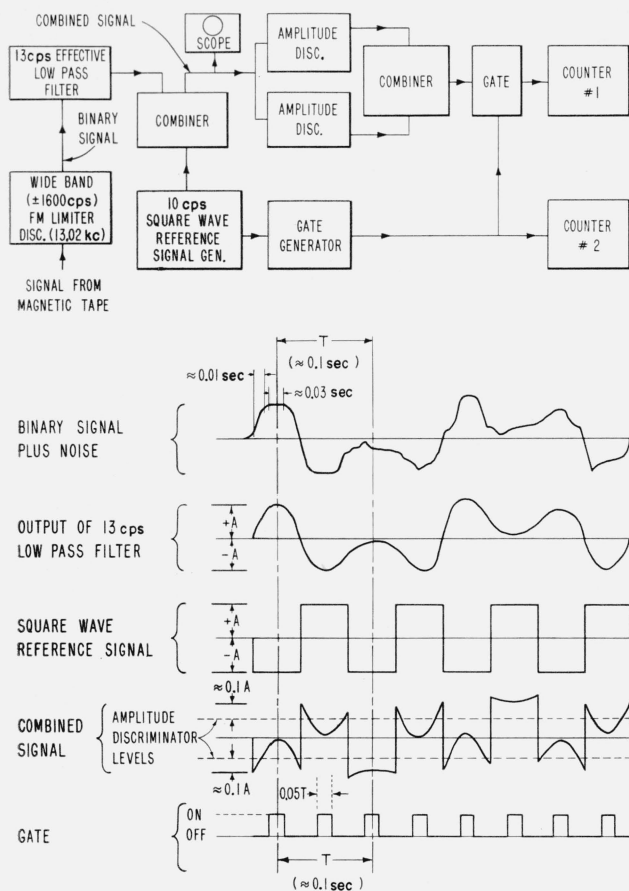 COMBINED SIGNAL
SCOPE
13cps EFFECTIVE
LOW PASS
FILTER
BINARY
SIGNAL
COMBINER
AMPLITUDE
DISC.
AMPLITUDE
DISC.
COMBINER
GATE
COUNTER
#1
WIDE BAND
(±1600cps)
FM LIMITER
DISC.(13.02 kc)
10 cps
SQUARE WAVE
REFERENCE
SIGNAL GEN.
GATE
GENERATOR
COUNTER
# 2
SIGNAL FROM
MAGNETIC TAPE
T
(≈0.1 sec)
≈0.01 sec
≈0.03 sec
BINARY SIGNAL
PLUS NOISE
OUTPUT OF 13 cps
LOW PASS FILTER
+A
-A
SQUARE WAVE
REFERENCE SIGNAL
+A
-A
≈0.1A
COMBINED
SIGNAL
AMPLITUDE
DISCRIMINATOR
LEVELS
≈0.1A
0.05T
GATE
ON
OFF
T
(≈0.1 sec)